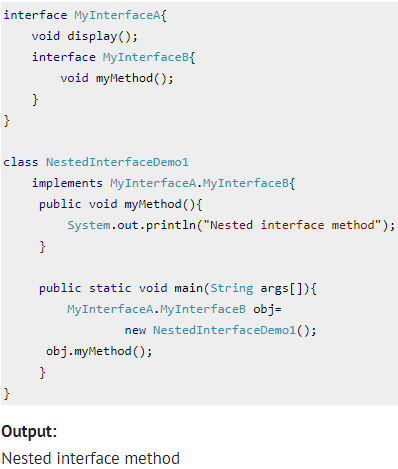 interface MyInterfaceA{
    void display();
    interface MyInterfaceB{
        void myMethod();
    }
}

class NestedInterfaceDemo1
    implements MyInterfaceA.MyInterfaceB{
     public void myMethod(){
         System.out.println("Nested interface method");
     }

     public static void main(String args[]){
         MyInterfaceA.MyInterfaceB obj=
                 new NestedInterfaceDemo1();
      obj.myMethod();
     }
}
Output:
Nested interface method